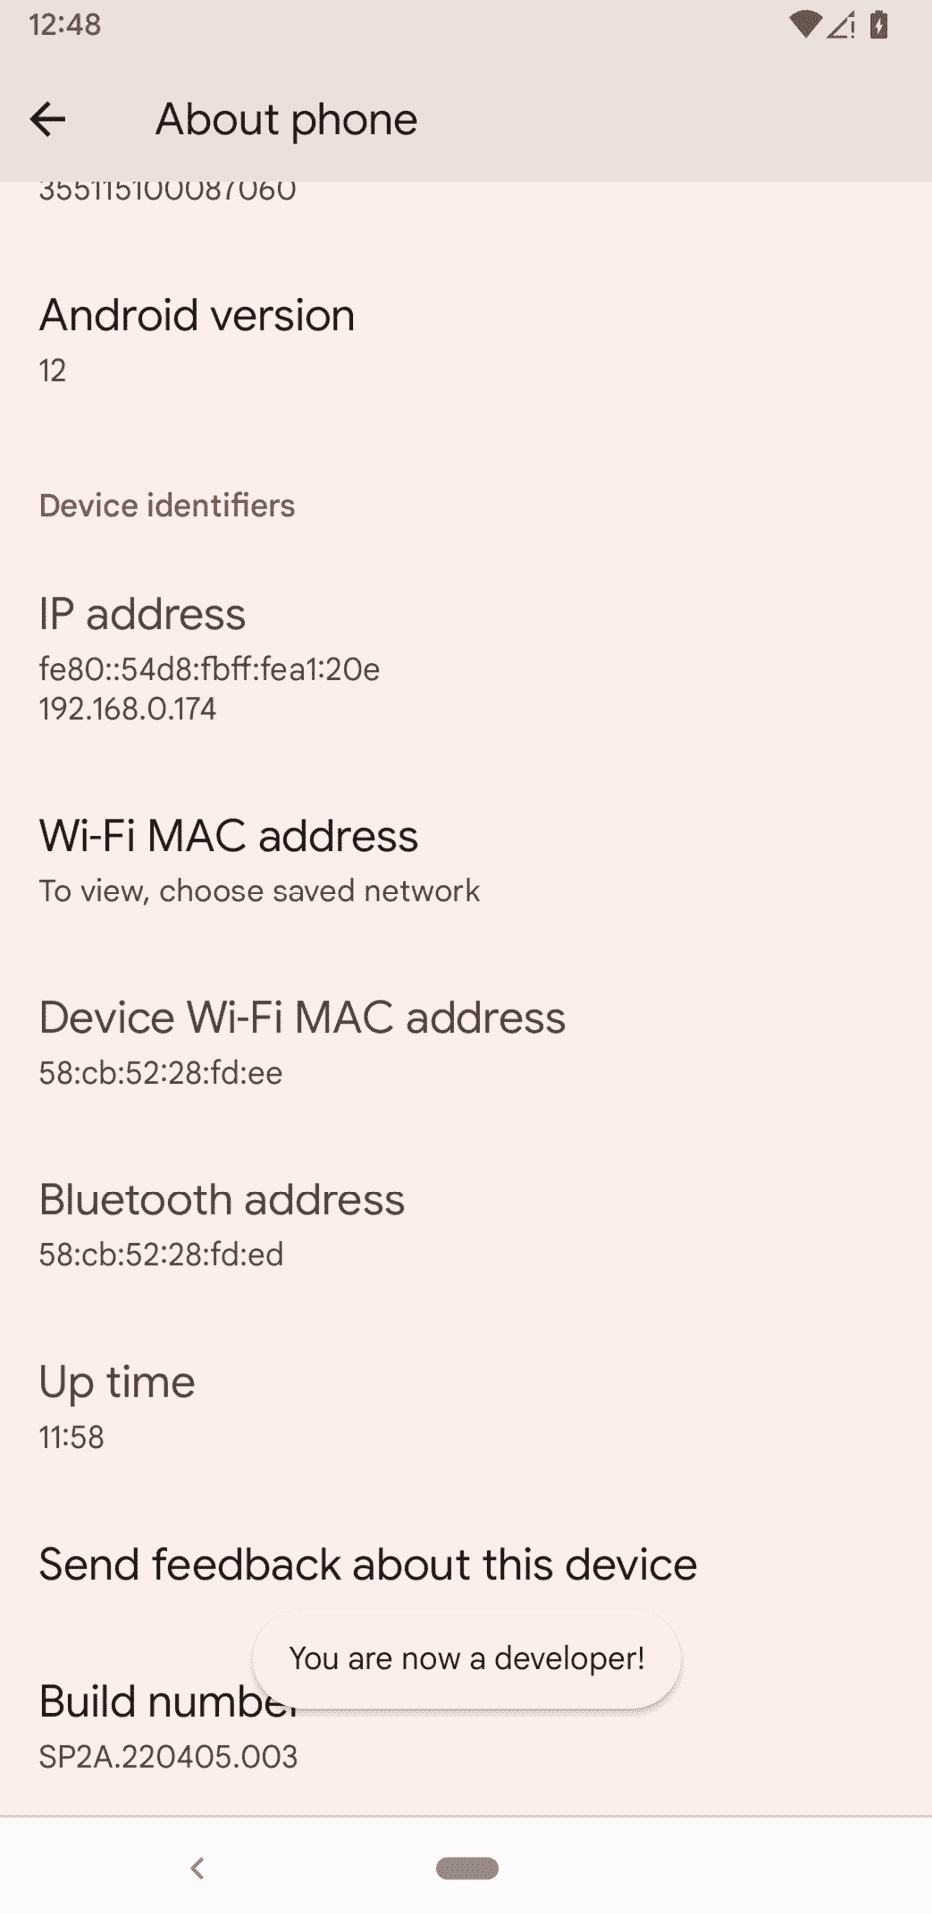 12:48
About phone
355115100087060
Android version
12
Device identifiers
IP address
fe80::54d8:fbff:fea1:20e
192.168.0.174
Wi-Fi MAC address
To view, choose saved network
Device Wi-Fi MAC address
58:cb:52:28:fd:ee
Bluetooth address
58:cb:52:28:fd:ed
Up time
11:58
Send feedback about this device
You are now a developer!
Build number
SP2A.220405.003